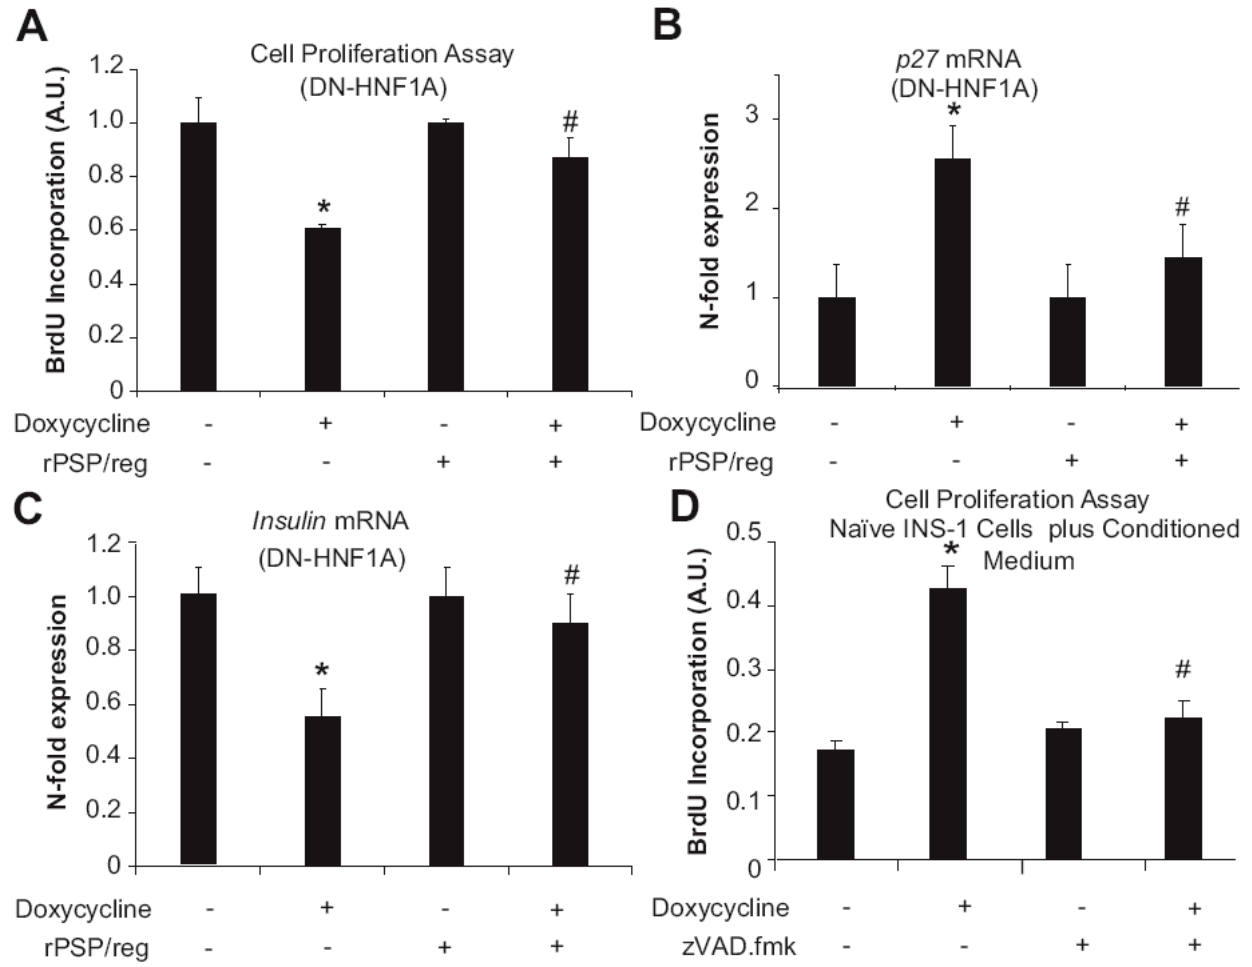 A
Cell Proliferation Assay
(DN-HNF1A)
BrdU Incorporation (A.U.)
1.2
1.0
0.8
0.6
0.4
0.2
0
*
#
Doxycycline - + - +
rPSP/reg - - + +
B
p27 mRNA
(DN-HNF1A)
N-fold expression
3
2
1
0
*
#
Doxycycline - + - +
rPSP/reg - - + +
C
Insulin mRNA
(DN-HNF1A)
N-fold expression
1.2
1.0
0.8
0.6
0.4
0.2
0
*
#
Doxycycline - + - +
rPSP/reg - - + +
D
Cell Proliferation Assay
Naïve INS-1 Cells plus Conditioned
Medium
BrdU Incorporation (A.U.)
0.5
0.4
0.3
0.2
0.1
0
*
#
Doxycycline - + - +
zVAD.fmk - - + +